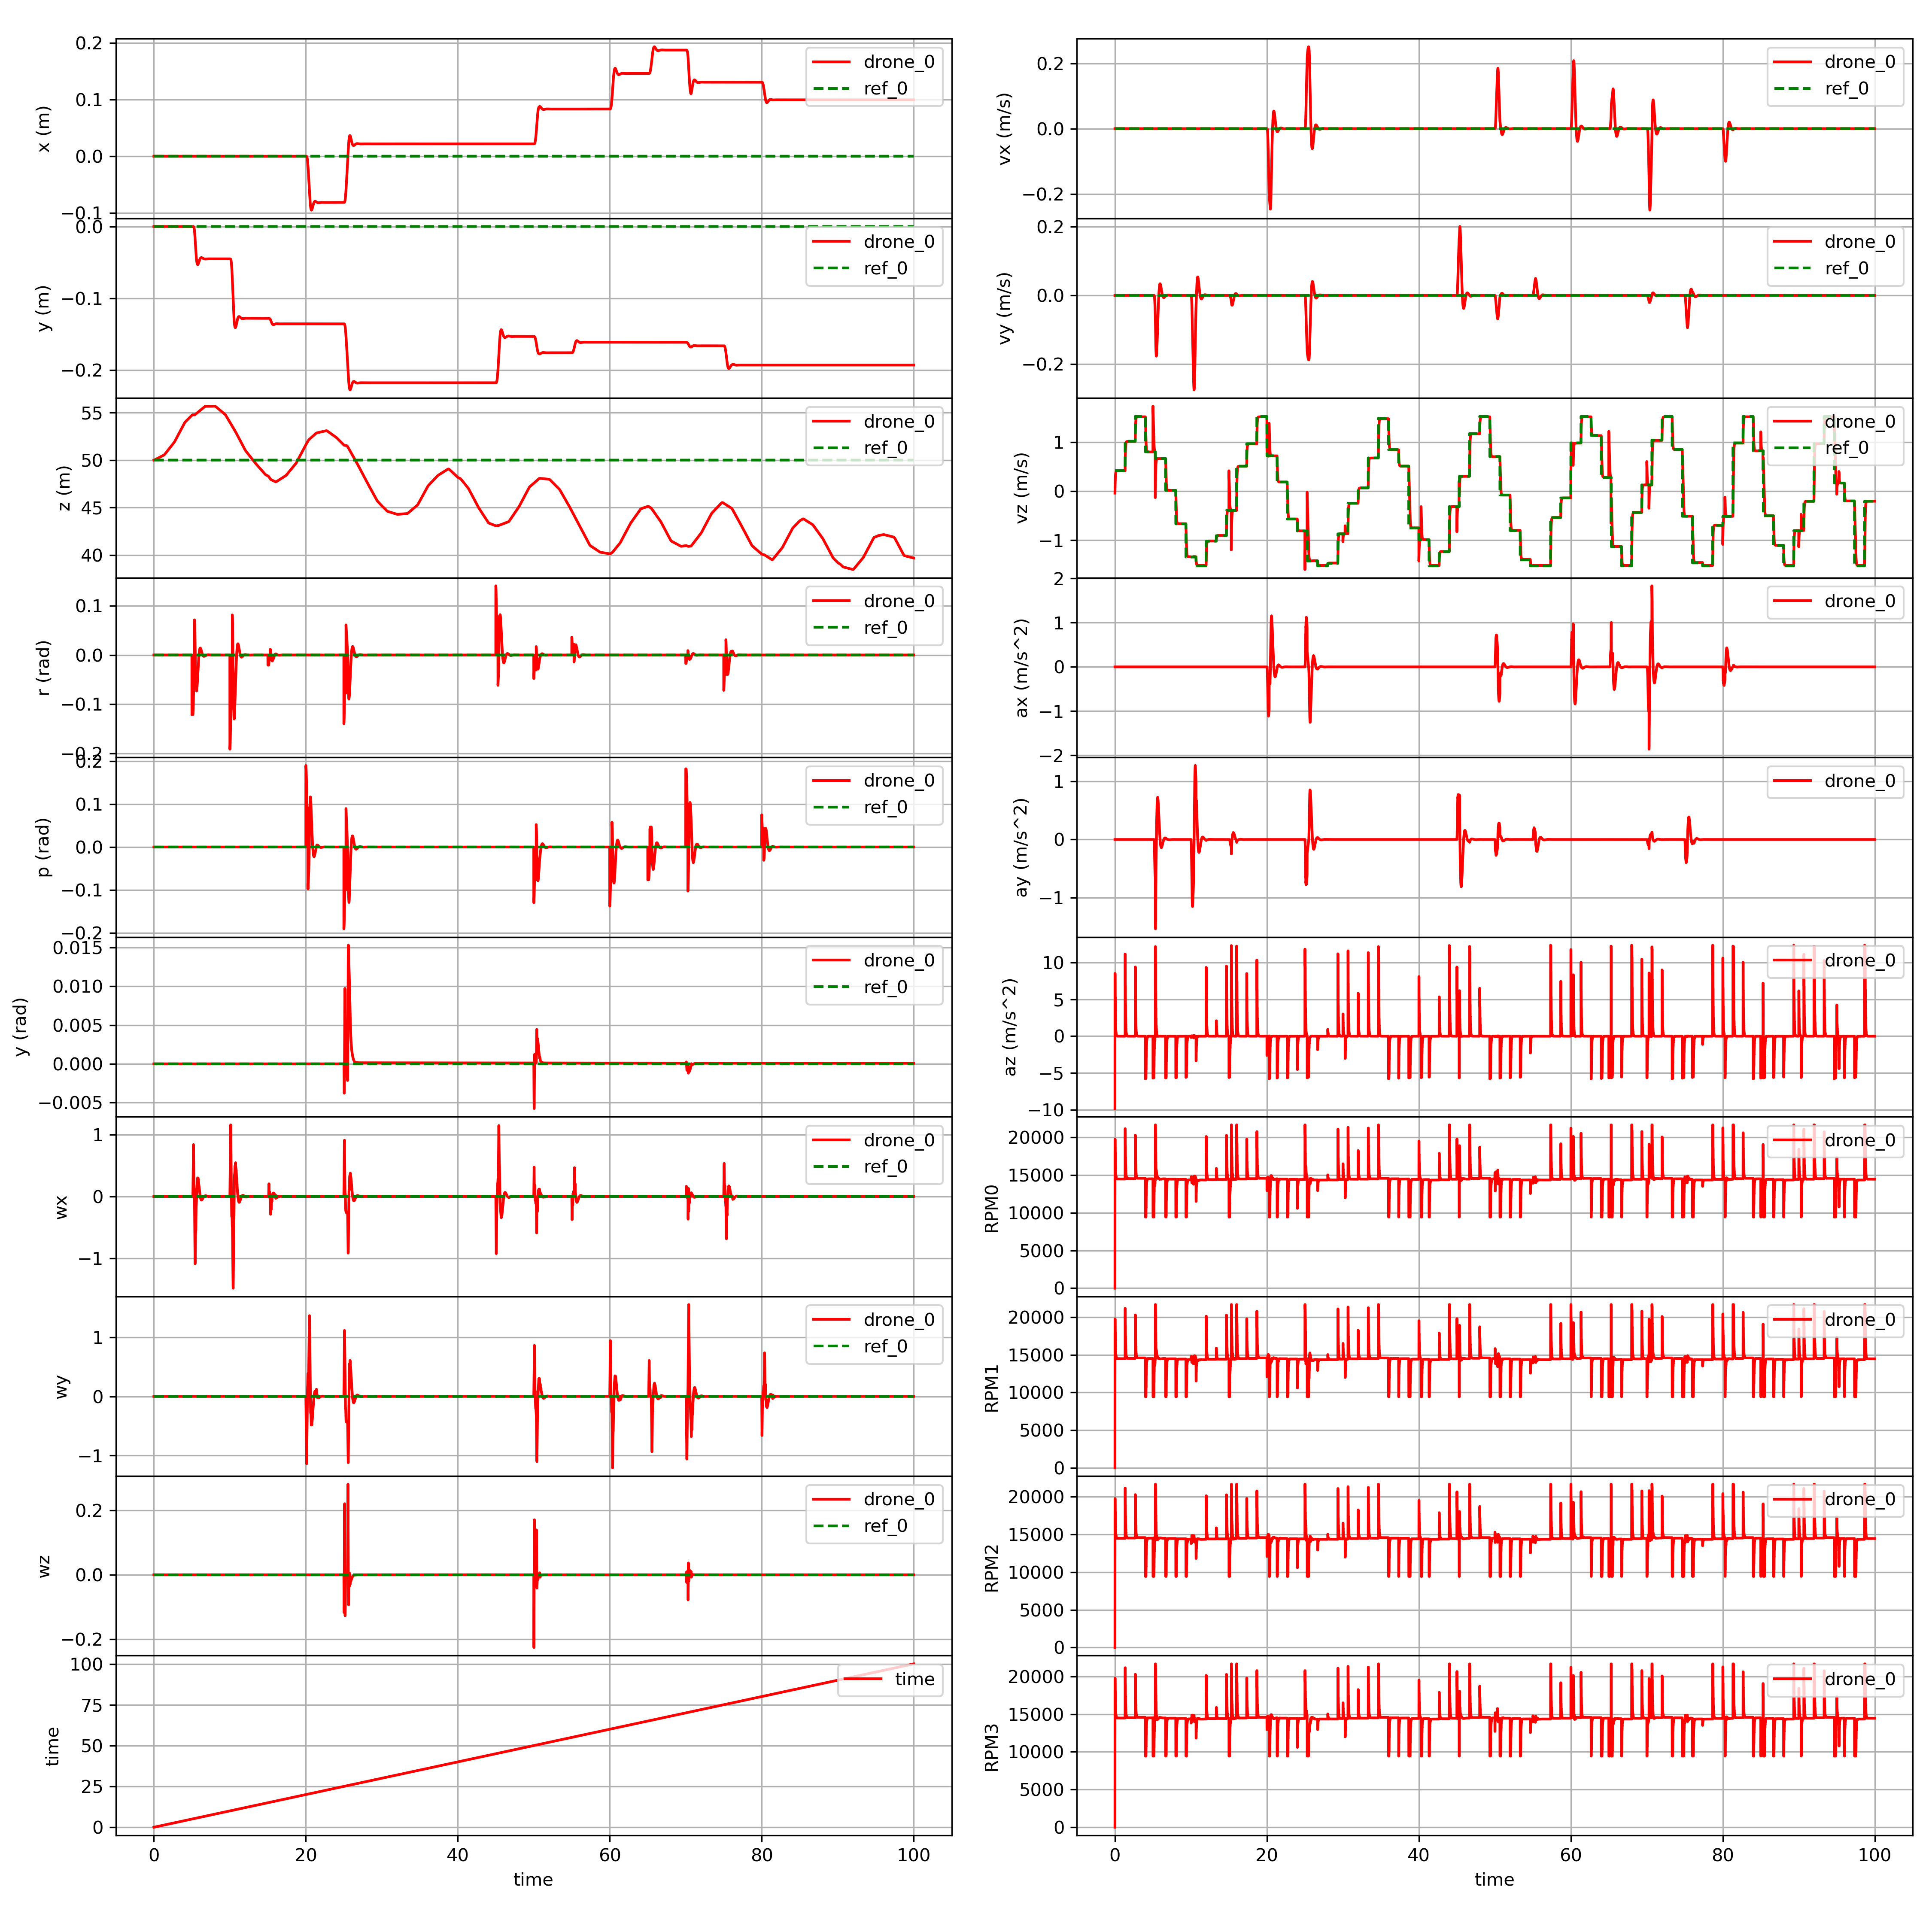 0.2
0.1
0.0
−0.1
x (m)
drone_0
ref_0
0.0
−0.1
−0.2
y (m)
drone_0
ref_0
55
50
45
40
z (m)
drone_0
ref_0
0.1
0.0
−0.1
−0.2
r (rad)
drone_0
ref_0
0.2
0.1
0.0
−0.1
−0.2
p (rad)
drone_0
ref_0
0.015
0.010
0.005
0.000
−0.005
y (rad)
drone_0
ref_0
1
0
−1
wx
drone_0
ref_0
1
0
−1
wy
drone_0
ref_0
0.2
0.0
−0.2
wz
drone_0
ref_0
100
75
50
25
0
time
time
0 20 40 60 80 100
time
0.2
0.0
−0.2
vx (m/s)
drone_0
ref_0
0.2
0.0
−0.2
vy (m/s)
drone_0
ref_0
1
0
−1
vz (m/s)
drone_0
ref_0
2
1
0
−1
−2
ax (m/s^2)
drone_0
1
0
−1
ay (m/s^2)
drone_0
10
5
0
−5
−10
az (m/s^2)
drone_0
20000
15000
10000
5000
0
RPM0
drone_0
20000
15000
10000
5000
0
RPM1
drone_0
20000
15000
10000
5000
0
RPM2
drone_0
20000
15000
10000
5000
0
RPM3
drone_0
0 20 40 60 80 100
time